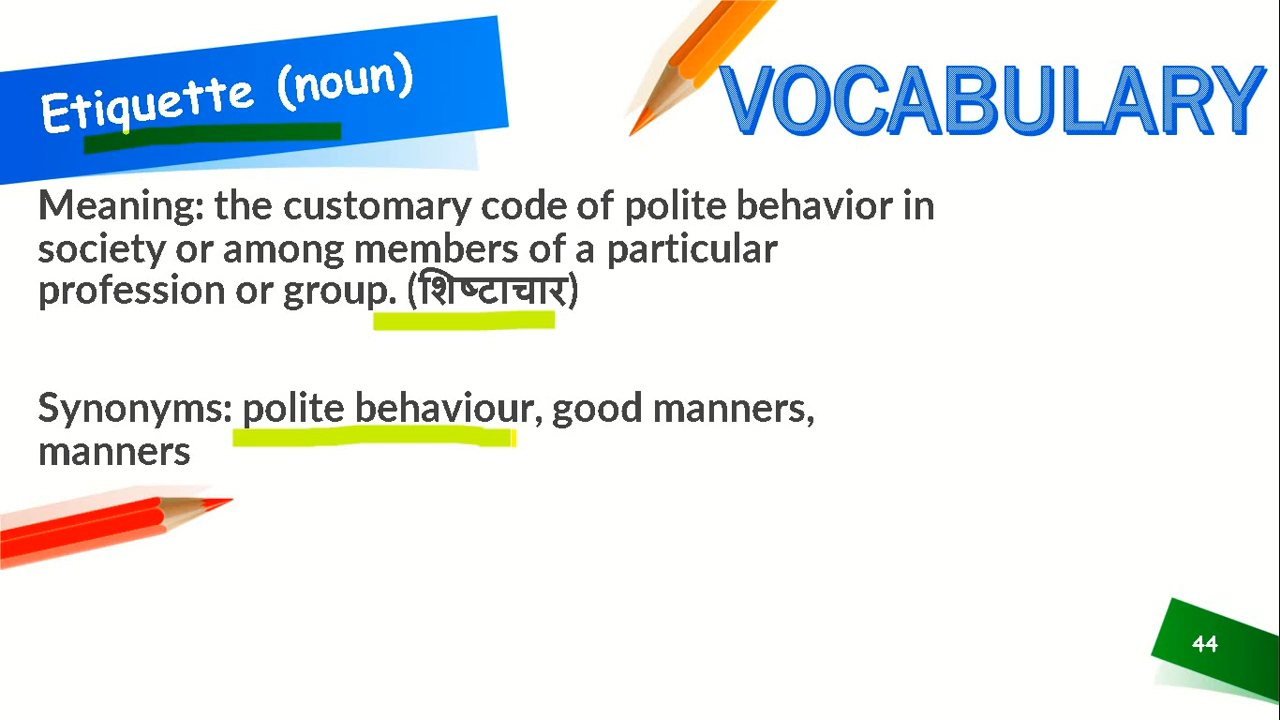 Etiquette (noun)
VOCABULARY
Meaning: the customary code of polite behavior in
society or among members of a particular
profession or group. (शिष्टाचार)
Synonyms: polite behaviour, good manners,
manners
44